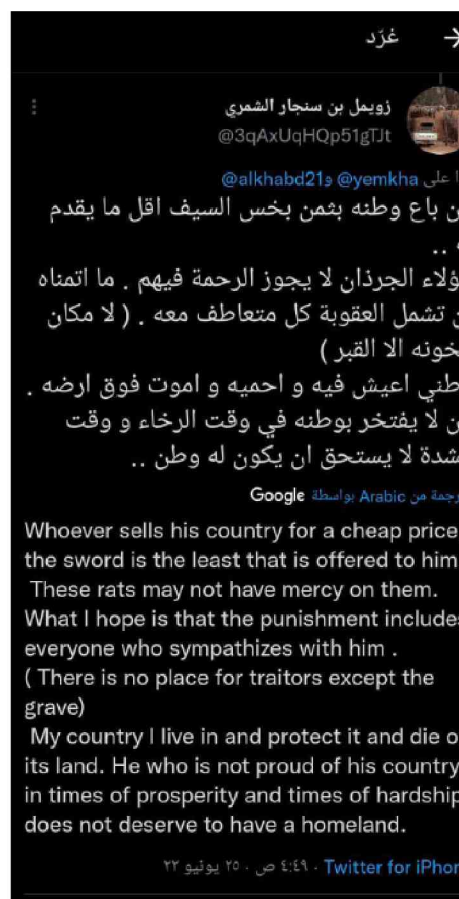 غرّد
زويمل بن سنجار الشمري
@3qAxUqHQp51gTJt
على @yemkha و@alkhabd21
باع وطنه بثمن بخس السيف اقل ما يقدم
..
الجرذان لا يجوز الرحمة فيهم . ما اتمناه
تشمل العقوبة كل متعاطف معه . ( لا مكان
الا القبر )
اعيش فيه و احميه و اموت فوق ارضه .
لا يفتخر بوطنه في وقت الرخاء و وقت
لا يستحق ان يكون له وطن ..
من Arabic بواسطة Google
Whoever sells his country for a cheap price
the sword is the least that is offered to him
These rats may not have mercy on them.
What I hope is that the punishment include
everyone who sympathizes with him .
( There is no place for traitors except the
grave)
My country I live in and protect it and die o
its land. He who is not proud of his country
in times of prosperity and times of hardship
does not deserve to have a homeland.
٤:٤٩ ص · ٢٥ يونيو ٢٣ · Twitter for iPhon